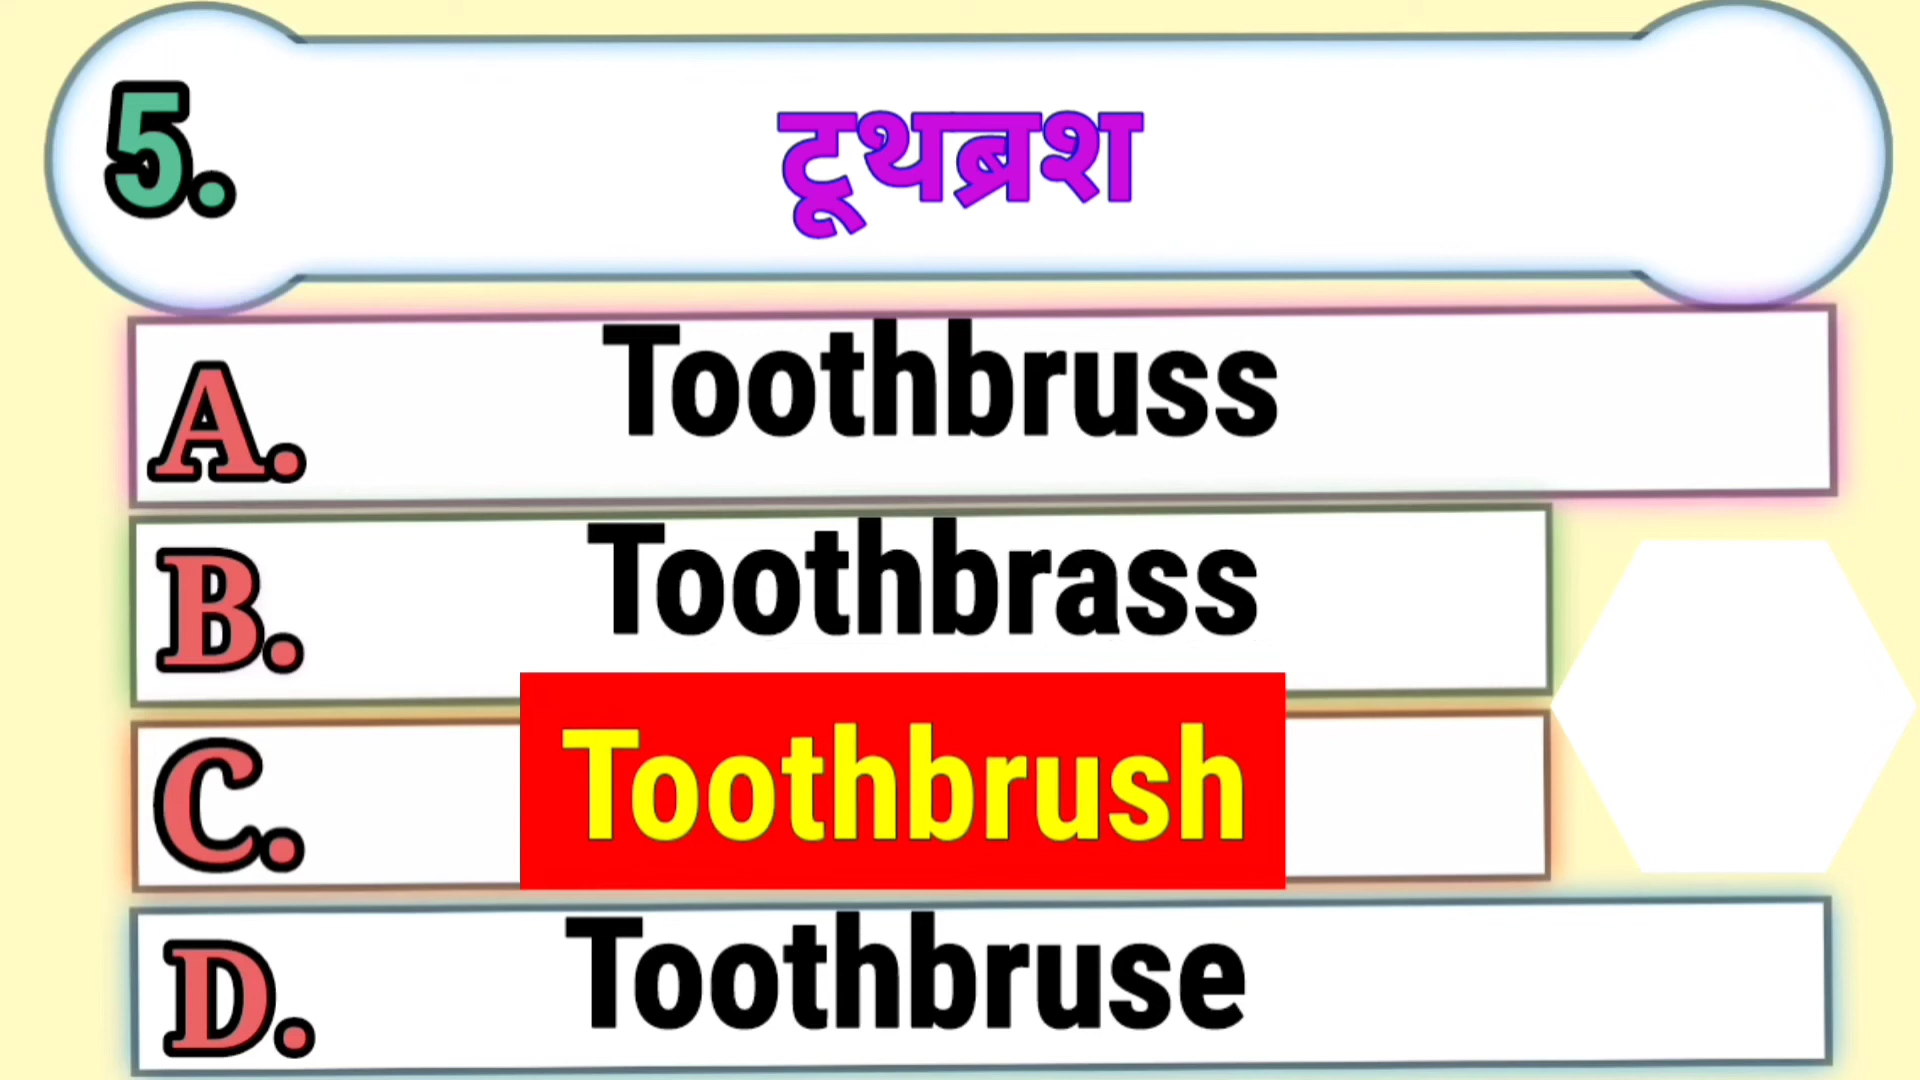 5. टूथब्रश
A. Toothbruss
B. Toothbrass
C. Toothbrush
D. Toothbruse